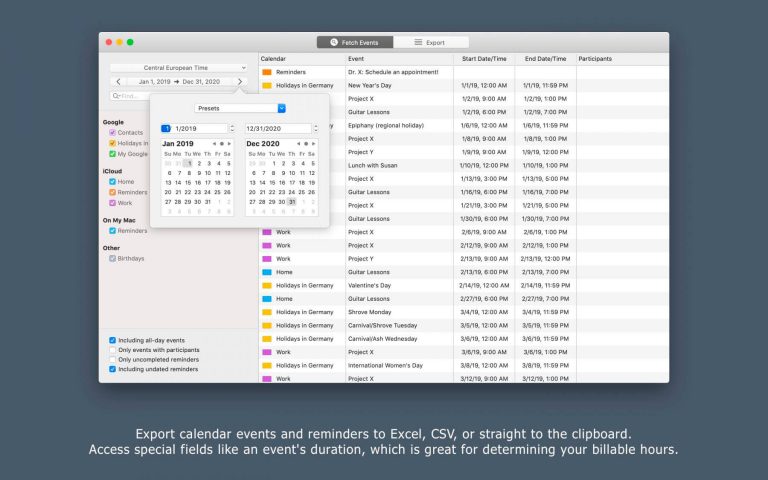 Fetch Events
Export
Central European Time
Jan 1, 2019 → Dec 31, 2020
Find...
Google
Contacts
Holidays in
My Google
iCloud
Home
Reminders
Work
On My Mac
Reminders
Other
Birthdays
Including all-day events
Only events with participants
Only uncompleted reminders
Including undated reminders
Presets
1/ 1/2019
12/31/2020
Jan 2019
Su Mo Tu We Th Fr Sa
30 31 1 2 3 4 5
6 7 8 9 10 11 12
13 14 15 16 17 18 19
20 21 22 23 24 25 26
27 28 29 30 31 1 2
3 4 5 6 7 8 9
Dec 2020
Su Mo Tu We Th Fr Sa
29 30 1 2 3 4 5
6 7 8 9 10 11 12
13 14 15 16 17 18 19
20 21 22 23 24 25 26
27 28 29 30 31 1 2
3 4 5 6 7 8 9
Calendar Event Start Date/Time End Date/Time Participants
Reminders Dr. X: Schedule an appointment!
Holidays in Germany New Year's Day 1/1/19, 12:00 AM 1/1/19, 11:59 PM
Project X 1/2/19, 9:00 AM 1/2/19, 1:00 PM
Project X 1/2/19, 9:00 AM 1/2/19, 1:00 PM
Guitar Lessons 1/2/19, 6:00 PM 1/2/19, 7:00 PM
Epiphany (regional holiday) 1/6/19, 12:00 AM 1/6/19, 11:59 PM
Project Y 1/9/19, 9:00 AM 1/9/19, 12:00 PM
Lunch with Susan 1/10/19, 12:00 PM 1/10/19, 1:00 PM
Project X 1/13/19, 3:00 PM 1/13/19, 5:00 PM
Guitar Lessons 1/16/19, 6:00 PM 1/16/19, 7:00 PM
Project X 1/21/19, 3:00 PM 1/21/19, 5:00 PM
Guitar Lessons 1/30/19, 6:00 PM 1/30/19, 7:00 PM
Work Project X 2/6/19, 9:00 AM 2/6/19, 1:00 PM
Work Project X 2/12/19, 9:00 AM 2/12/19, 1:00 PM
Work Project Y 2/13/19, 9:00 AM 2/13/19, 12:00 PM
Home Guitar Lessons 2/13/19, 6:00 PM 2/13/19, 7:00 PM
Holidays in Germany Valentine's Day 2/14/19, 12:00 AM 2/14/19, 11:59 PM
Home Guitar Lessons 2/27/19, 6:00 PM 2/27/19, 7:00 PM
Holidays in Germany Shrove Monday 3/4/19, 12:00 AM 3/4/19, 11:59 PM
Holidays in Germany Carnival/Shrove Tuesday 3/5/19, 12:00 AM 3/5/19, 11:59 PM
Holidays in Germany Carnival/Ash Wednesday 3/6/19, 12:00 AM 3/6/19, 11:59 PM
Work Project X 3/6/19, 9:00 AM 3/6/19, 1:00 PM
Holidays in Germany International Women's Day 3/8/19, 12:00 AM 3/8/19, 11:59 PM
Work Project X 3/12/19, 9:00 AM 3/12/19, 1:00 PM
Export calendar events and reminders to Excel, CSV, or straight to the clipboard.
Access special fields like an event's duration, which is great for determining your billable hours.